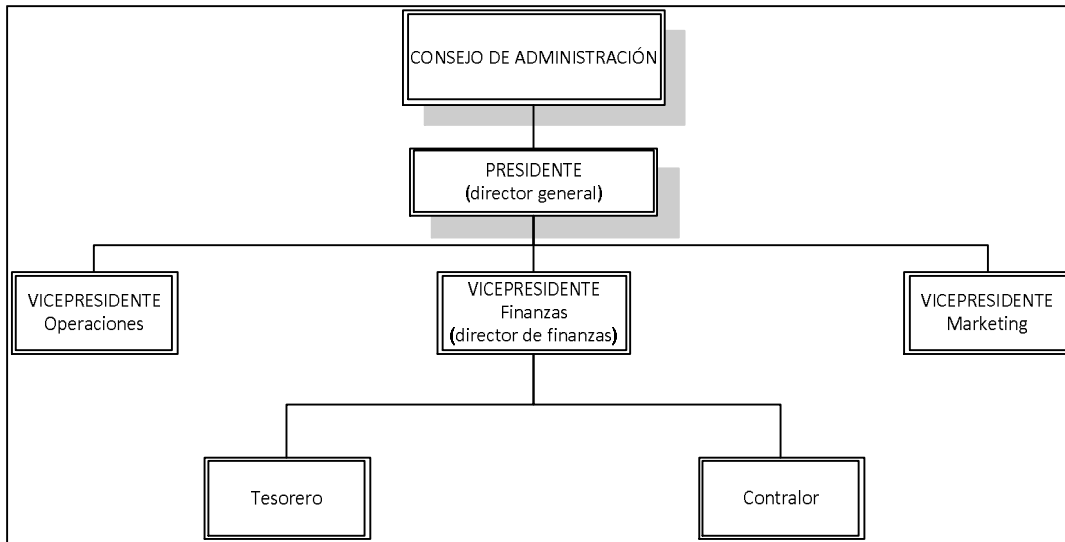 CONSEJO DE ADMINISTRACIÓN
PRESIDENTE
(director general)
VICEPRESIDENTE
Operaciones
VICEPRESIDENTE
Finanzas
(director de finanzas)
VICEPRESIDENTE
Marketing
Tesorero
Contralor